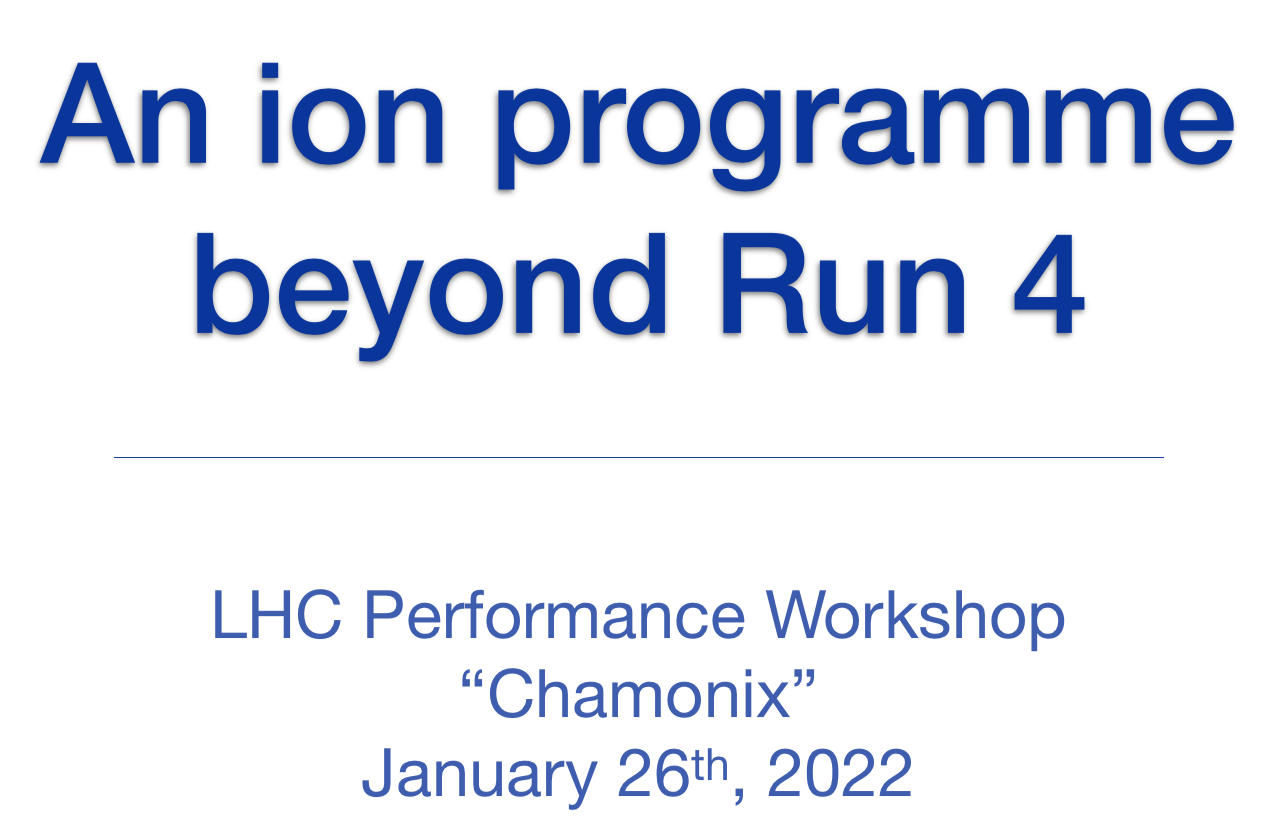 An ion programme
beyond Run 4
LHC Performance Workshop
“Chamonix”
January 26th, 2022